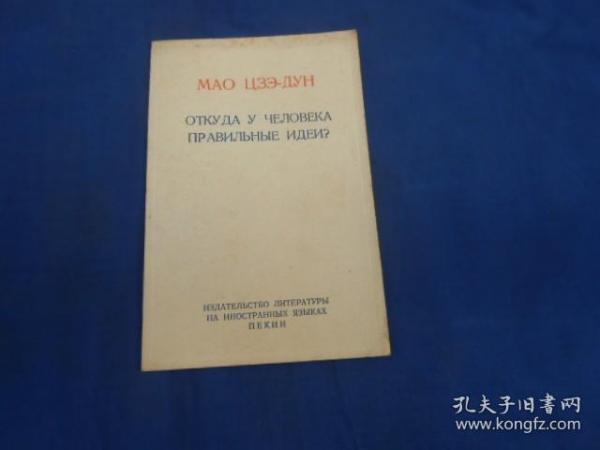 МАО ЦЗЭ-ДУН
ОТКУДА У ЧЕЛОВЕКА
ПРАВИЛЬНЫЕ ИДЕИ?
ИЗДАТЕЛЬСТВО ЛИТЕРАТУРЫ
НА ИНОСТРАННЫХ ЯЗЫКАХ
ПЕКИН
孔夫子旧書网
www.kongfz.com